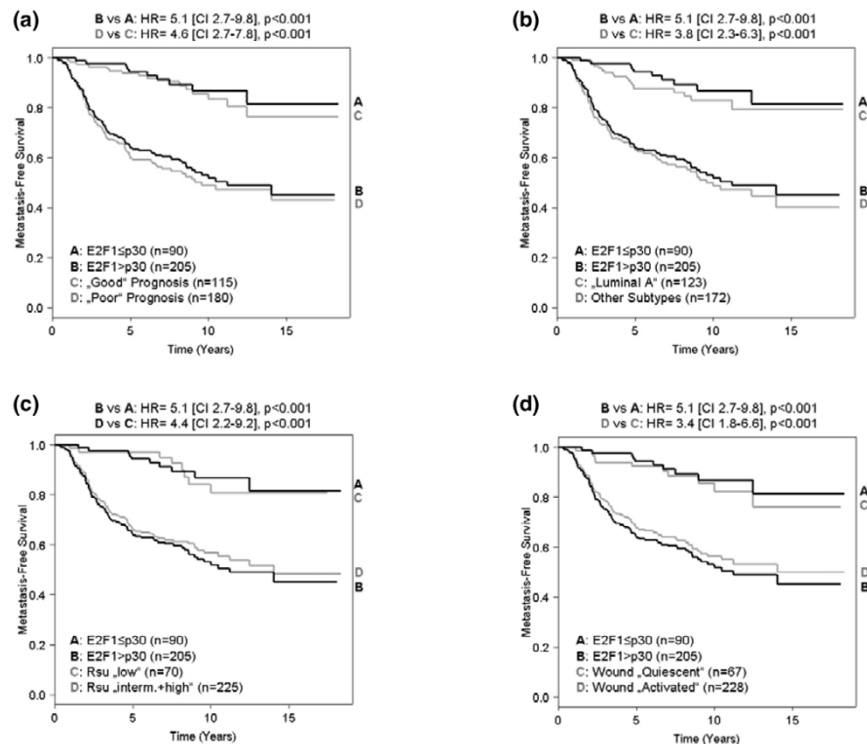 (a)
B vs A: HR= 5.1 [CI 2.7-9.8], p<0.001
D vs C: HR= 4.6 [CI 2.7-7.8], p<0.001
1.0
0.8
0.6
0.4
0.2
0.0
Metastasis-Free Survival
A
C
B
D
A: E2F1≤p30 (n=90)
B: E2F1>p30 (n=205)
C: „Good“ Prognosis (n=115)
D: „Poor“ Prognosis (n=180)
0 5 10 15
Time (Years)
(b)
B vs A: HR= 5.1 [CI 2.7-9.8], p<0.001
D vs C: HR= 3.8 [CI 2.3-6.3], p<0.001
1.0
0.8
0.6
0.4
0.2
0.0
Metastasis-Free Survival
A
C
B
D
A: E2F1≤p30 (n=90)
B: E2F1>p30 (n=205)
C: „Luminal A“ (n=123)
D: Other Subtypes (n=172)
0 5 10 15
Time (Years)
(c)
B vs A: HR= 5.1 [CI 2.7-9.8], p<0.001
D vs C: HR= 4.4 [CI 2.2-9.2], p<0.001
1.0
0.8
0.6
0.4
0.2
0.0
Metastasis-Free Survival
A
C
D
B
A: E2F1≤p30 (n=90)
B: E2F1>p30 (n=205)
C: Rsu „low“ (n=70)
D: Rsu „interm.+high“ (n=225)
0 5 10 15
Time (Years)
(d)
B vs A: HR= 5.1 [CI 2.7-9.8], p<0.001
D vs C: HR= 3.4 [CI 1.8-6.6], p<0.001
1.0
0.8
0.6
0.4
0.2
0.0
Metastasis-Free Survival
A
C
D
B
A: E2F1≤p30 (n=90)
B: E2F1>p30 (n=205)
C: Wound „Quiescent“ (n=67)
D: Wound „Activated“ (n=228)
0 5 10 15
Time (Years)